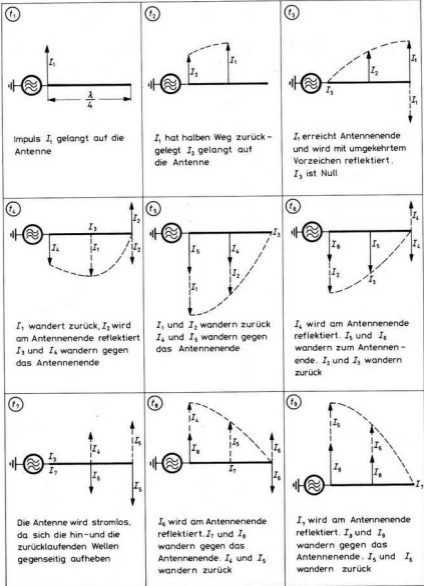 t₁
I₁
λ/4
Impuls I₁ gelangt auf die
Antenne
t₂
I₂
I₁
I₁ hat halben Weg zurück-
gelegt I₂ gelangt auf
die Antenne
t₃
I₃
I₂
I₁
I₁
I₁ erreicht Antennenende
und wird mit umgekehrtem
Vorzeichen reflektiert.
I₃ ist Null
t₄
I₄
I₃
I₁
I₂
I₂
I₁ wandert zurück, I₂ wird
am Antennenende reflektiert
I₃ und I₄ wandern gegen
das Antennenende
t₅
I₅
I₁
I₄
I₂
I₃
I₁ und I₂ wandern zurück
I₄ und I₅ wandern gegen
das Antennenende
t₆
I₆
I₂
I₅
I₃
I₄
I₄
I₄ wird am Antennenende
reflektiert. I₅ und I₆
wandern zum Antennen-
ende. I₂ und I₃ wandern
zurück
t₇
I₃
I₇
I₄
I₆
I₅
I₅
Die Antenne wird stromlos,
da sich die hin- und die
zurücklaufenden Wellen
gegenseitig aufheben
t₈
I₄
I₈
I₅
I₇
I₆
I₆
I₆ wird am Antennenende
reflektiert. I₇ und I₈
wandern gegen das
Antennenende. I₄ und I₅
wandern zurück
t₉
I₅
I₉
I₆
I₈
I₇
I₇ wird am Antennenende
reflektiert. I₈ und I₉
wandern gegen das
Antennenende. I₅ und I₆
wandern zurück